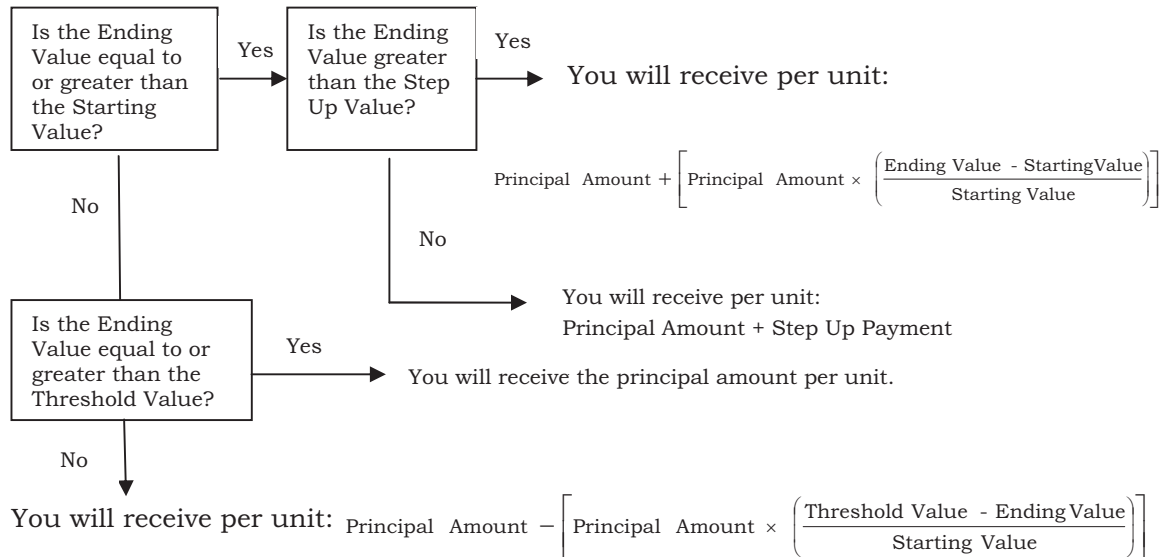 Is the Ending
Value equal to
or greater than
the Starting
Value?
Yes
Is the Ending
Value greater
than the Step
Up Value?
Yes
You will receive per unit:
Principal Amount + [Principal Amount × (Ending Value - StartingValue
Starting Value)]
No
No
You will receive per unit:
Principal Amount + Step Up Payment
Is the Ending
Value equal to or
greater than the
Threshold Value?
Yes
You will receive the principal amount per unit.
No
You will receive per unit: Principal Amount − [Principal Amount × (Threshold Value - EndingValue
Starting Value)]